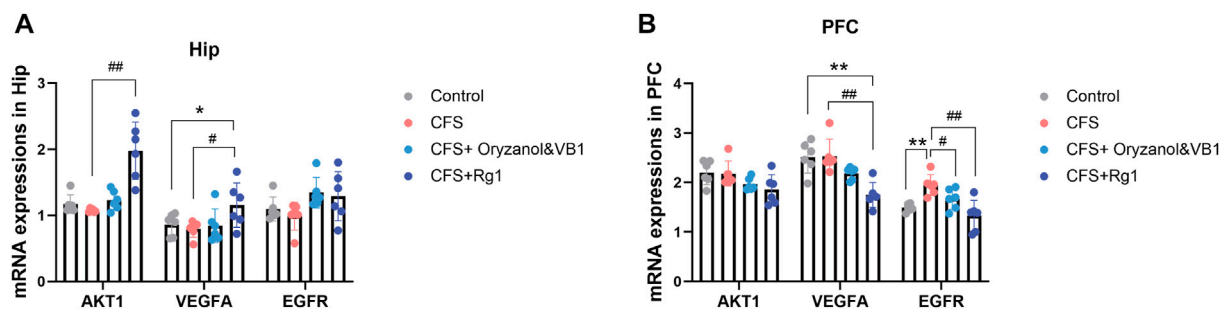 A
Hip
mRNA expressions in Hip
3
2
1
0
##
*
#
AKT1 VEGFA EGFR
Control
CFS
CFS+ Oryzanol&VB1
CFS+Rg1
B
PFC
mRNA expressions in PFC
4
3
2
1
0
**
##
**
##
#
AKT1 VEGFA EGFR
Control
CFS
CFS+ Oryzanol&VB1
CFS+Rg1